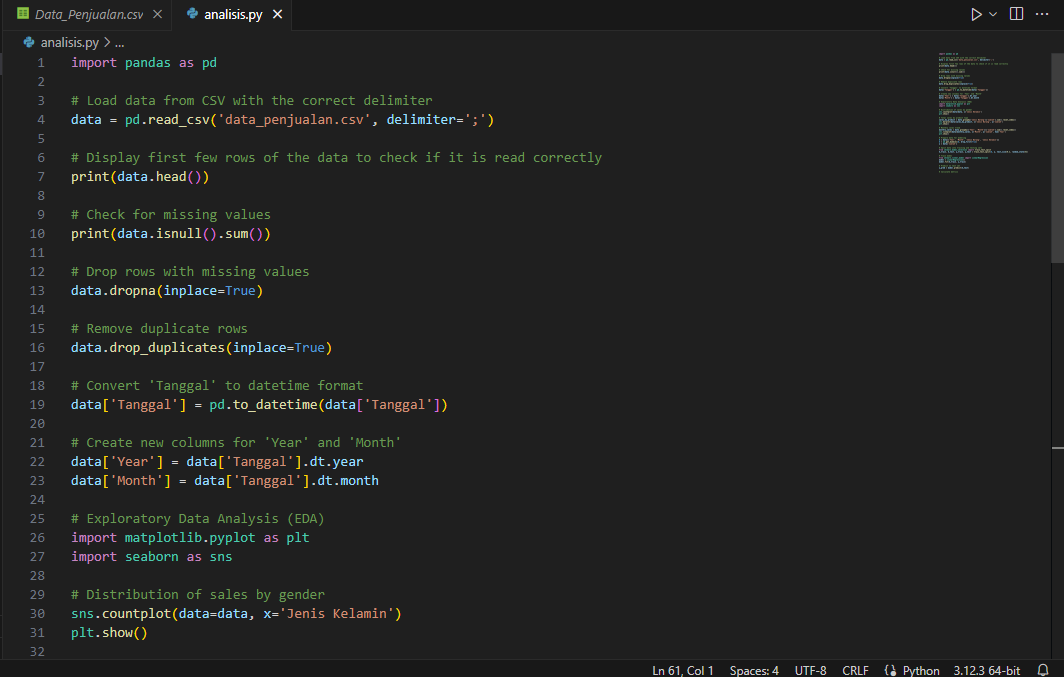 Data_Penjualan.csv analisis.py
analisis.py > ...
1 import pandas as pd
2
3 # Load data from CSV with the correct delimiter
4 data = pd.read_csv('data_penjualan.csv', delimiter=';')
5
6 # Display first few rows of the data to check if it is read correctly
7 print(data.head())
8
9 # Check for missing values
10 print(data.isnull().sum())
11
12 # Drop rows with missing values
13 data.dropna(inplace=True)
14
15 # Remove duplicate rows
16 data.drop_duplicates(inplace=True)
17
18 # Convert 'Tanggal' to datetime format
19 data['Tanggal'] = pd.to_datetime(data['Tanggal'])
20
21 # Create new columns for 'Year' and 'Month'
22 data['Year'] = data['Tanggal'].dt.year
23 data['Month'] = data['Tanggal'].dt.month
24
25 # Exploratory Data Analysis (EDA)
26 import matplotlib.pyplot as plt
27 import seaborn as sns
28
29 # Distribution of sales by gender
30 sns.countplot(data=data, x='Jenis Kelamin')
31 plt.show()
32
Ln 61, Col 1 Spaces: 4 UTF-8 CRLF Python 3.12.3 64-bit